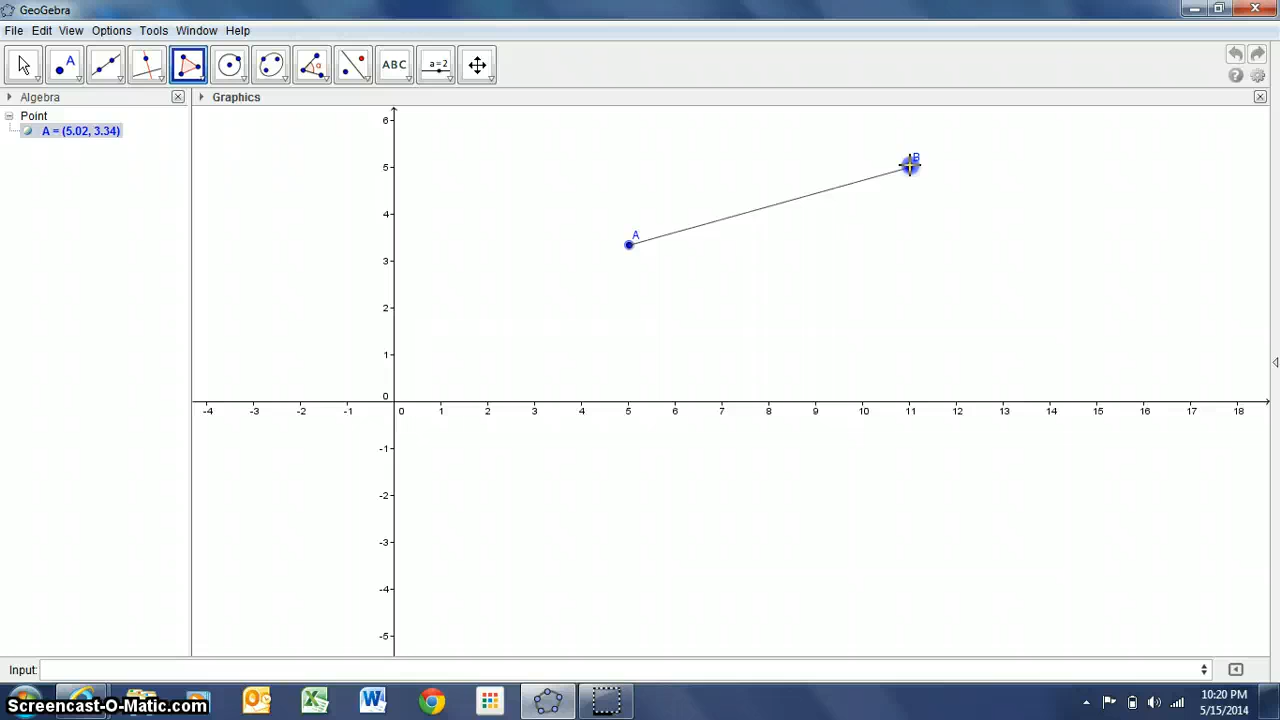 GeoGebra
File Edit View Options Tools Window Help
A ABC a=2
Algebra Graphics
Point
A = (5.02, 3.34)
6
5
4
3
2
1
0
-1
-2
-3
-4
-5
-4 -3 -2 -1 0 1 2 3 4 5 6 7 8 9 10 11 12 13 14 15 16 17 18
B
A
Input:
10:20 PM
5/15/2014
Screencast-O-Matic.com